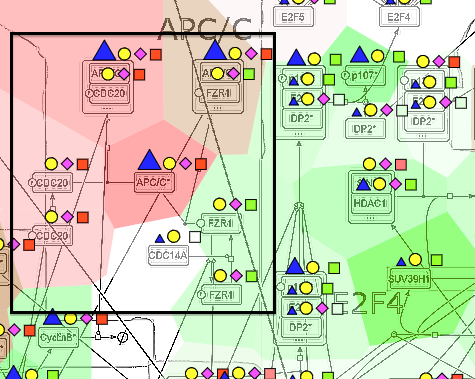 E2F5
E2F4
APC/C
CDC20
FZR1
p107*
DP2*
DP2*
DP2*
CDC20
APC/C*
HDAC1
FZR1
CDC20
CDC14A
SUV39H1
FZR1
E2F4
DP2*
CycEnB*